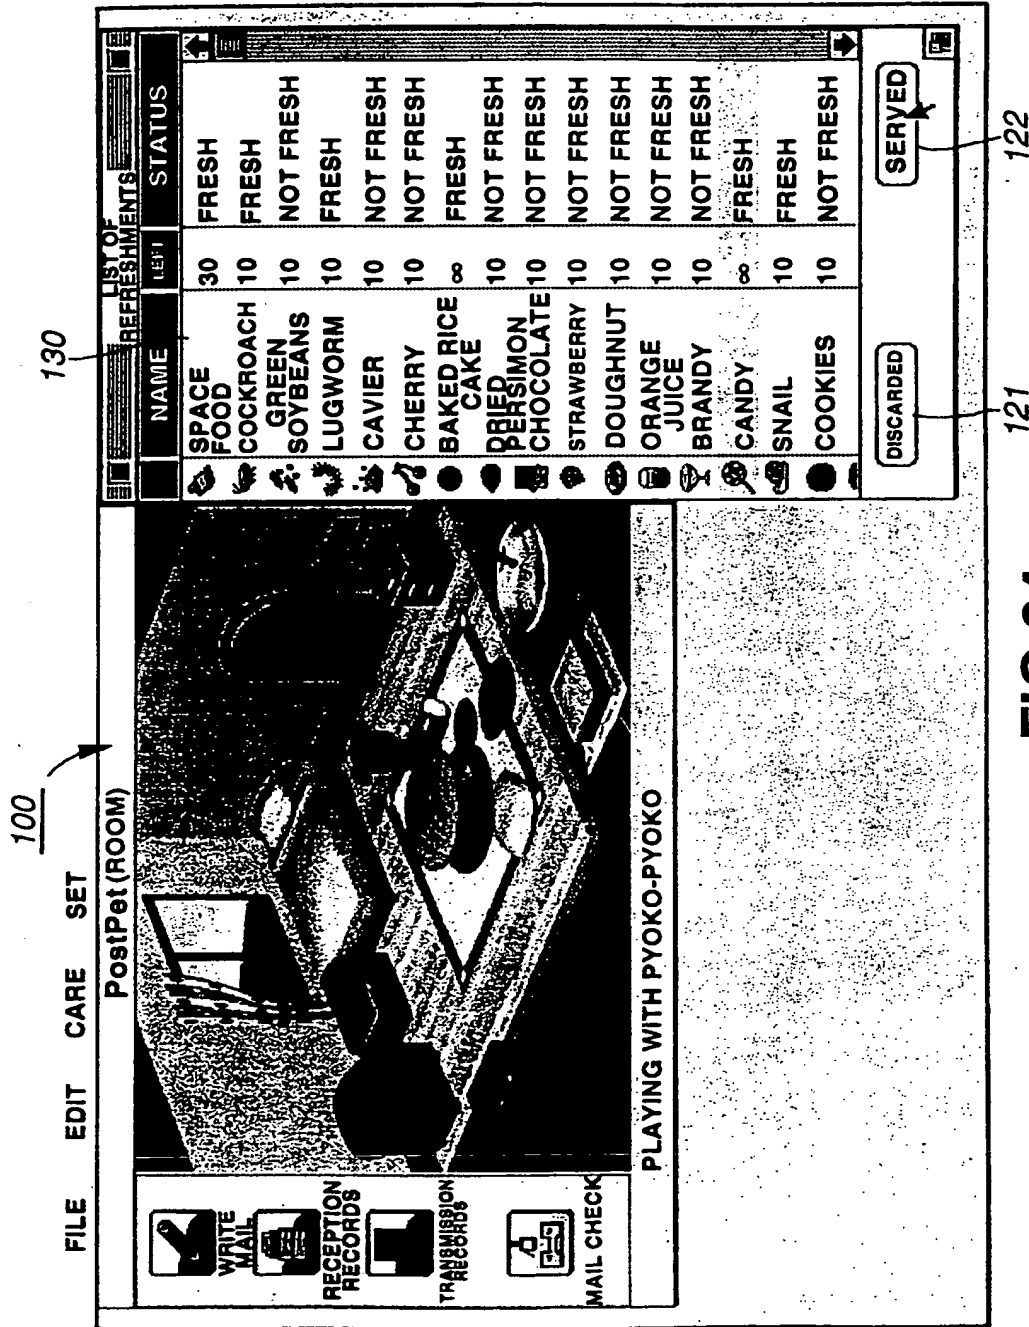 100
FILE EDIT CARE SET
PostPet (ROOM)
WRITE
MAIL
RECEPTION
RECORDS
TRANSMISSION
RECORDS
MAIL CHECK
PLAYING WITH PYOKO-PYOKO
130
LIST OF
REFRESHMENTS
NAME LEFT STATUS
SPACE FOOD 30 FRESH
COCKROACH 10 FRESH
GREEN SOYBEANS 10 NOT FRESH
LUGWORM 10 FRESH
CAVIER 10 NOT FRESH
CHERRY 10 NOT FRESH
BAKED RICE CAKE ∞ FRESH
DRIED PERSIMON 10 NOT FRESH
CHOCOLATE 10 NOT FRESH
STRAWBERRY 10 NOT FRESH
DOUGHNUT 10 NOT FRESH
ORANGE JUICE 10 NOT FRESH
BRANDY 10 NOT FRESH
CANDY ∞ FRESH
SNAIL 10 FRESH
COOKIES 10 NOT FRESH
DISCARDED SERVED
121 122